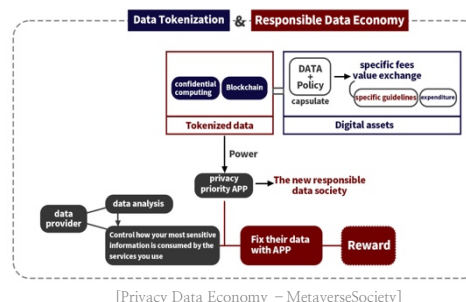 Data Tokenization & Responsible Data Economy
confidential
computing
Blockchain
Tokenized data
DATA
+
Policy
capsulate
specific fees
value exchange
specific guidelines
expenditure
Digital assets
Power
privacy
priority APP
The new responsible
data society
data
provider
data analysis
Control how your most sensitive
information is consumed by the
services you use
Fix their data
with APP
Reward
[Privacy Data Economy – MetaverseSociety]